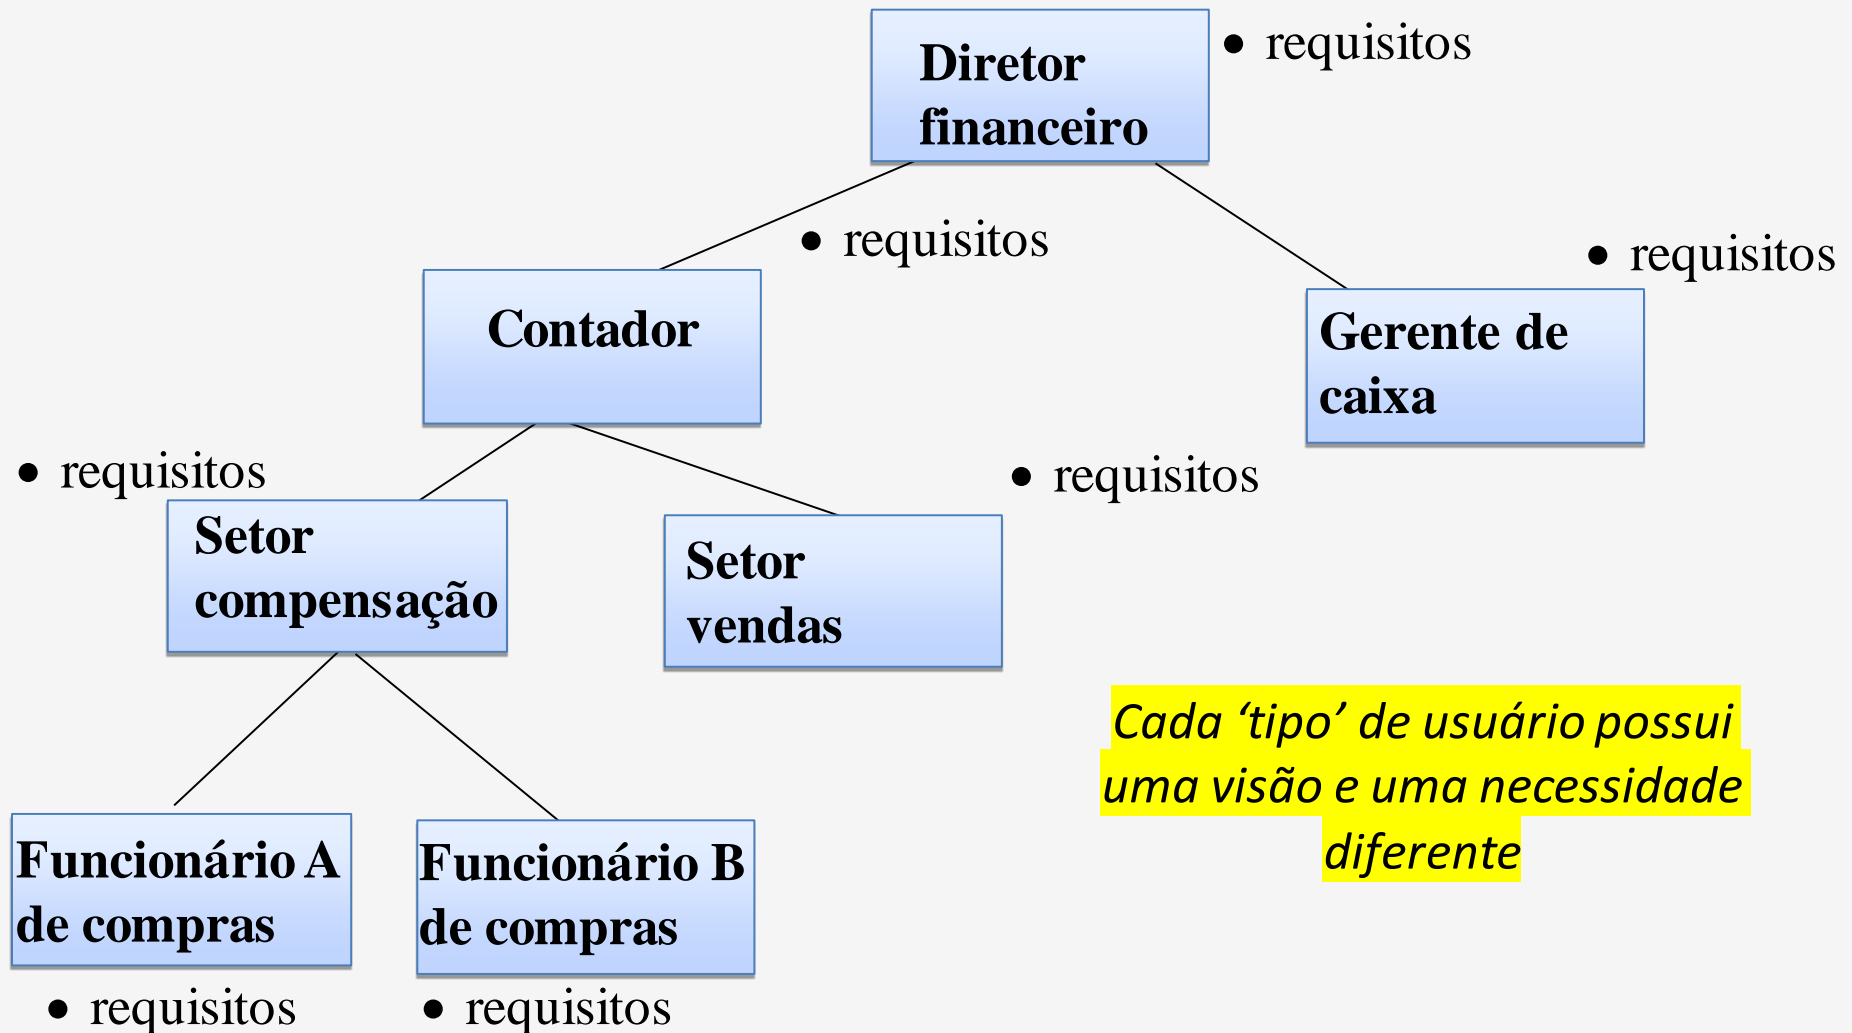 Diretor
financeiro
• requisitos
• requisitos
Contador
• requisitos
Gerente de
caixa
• requisitos
Setor
compensação
• requisitos
Setor
vendas
Cada ‘tipo’ de usuário possui
uma visão e uma necessidade
diferente
Funcionário A
de compras
• requisitos
Funcionário B
de compras
• requisitos